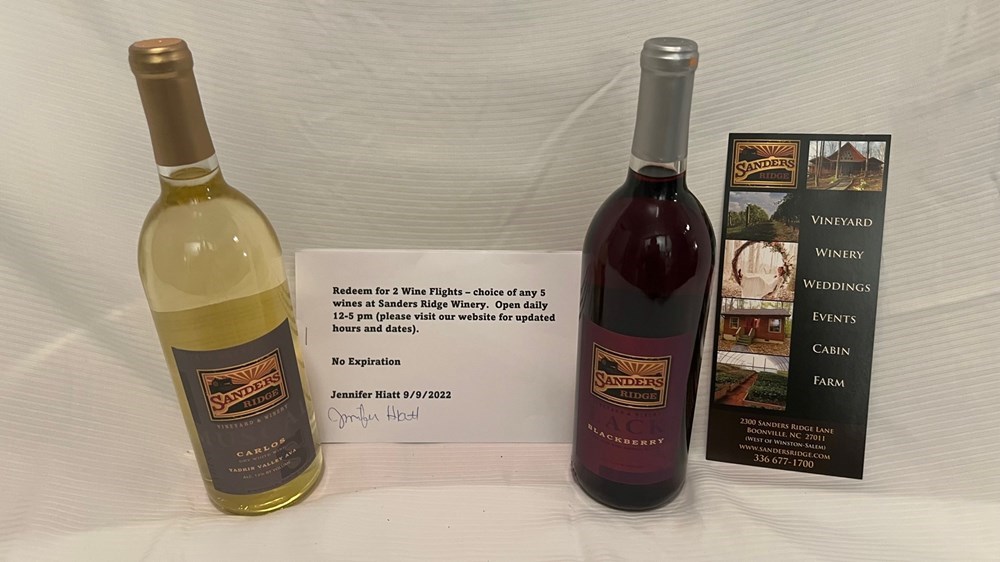 SANDERS
RIDGE
VINEYARD & WINERY
CARLOS
YADKIN VALLEY AVA
Redeem for 2 Wine Flights – choice of any 5
wines at Sanders Ridge Winery. Open daily
12-5 pm (please visit our website for updated
hours and dates).
No Expiration
Jennifer Hiatt 9/9/2022
Jennifer Hiatt
SANDERS
RIDGE
BLACKBERRY
SANDERS
RIDGE
VINEYARD
WINERY
WEDDINGS
EVENTS
CABIN
FARM
2300 SANDERS RIDGE LANE
BOONVILLE, NC 27011
(WEST OF WINSTON-SALEM)
WWW.SANDERSRIDGE.COM
336 677-1700